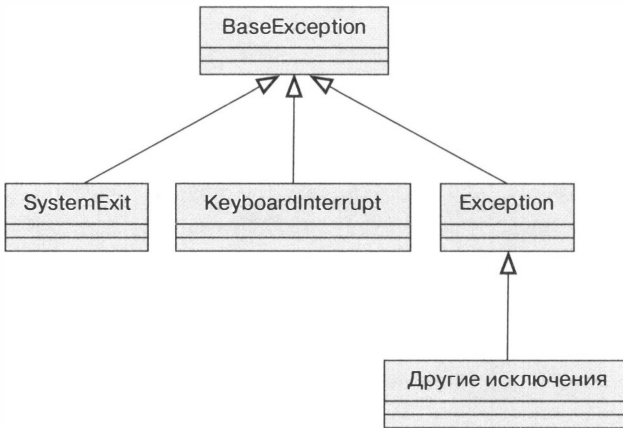 BaseException
SystemExit
KeyboardInterrupt
Exception
Другие исключения